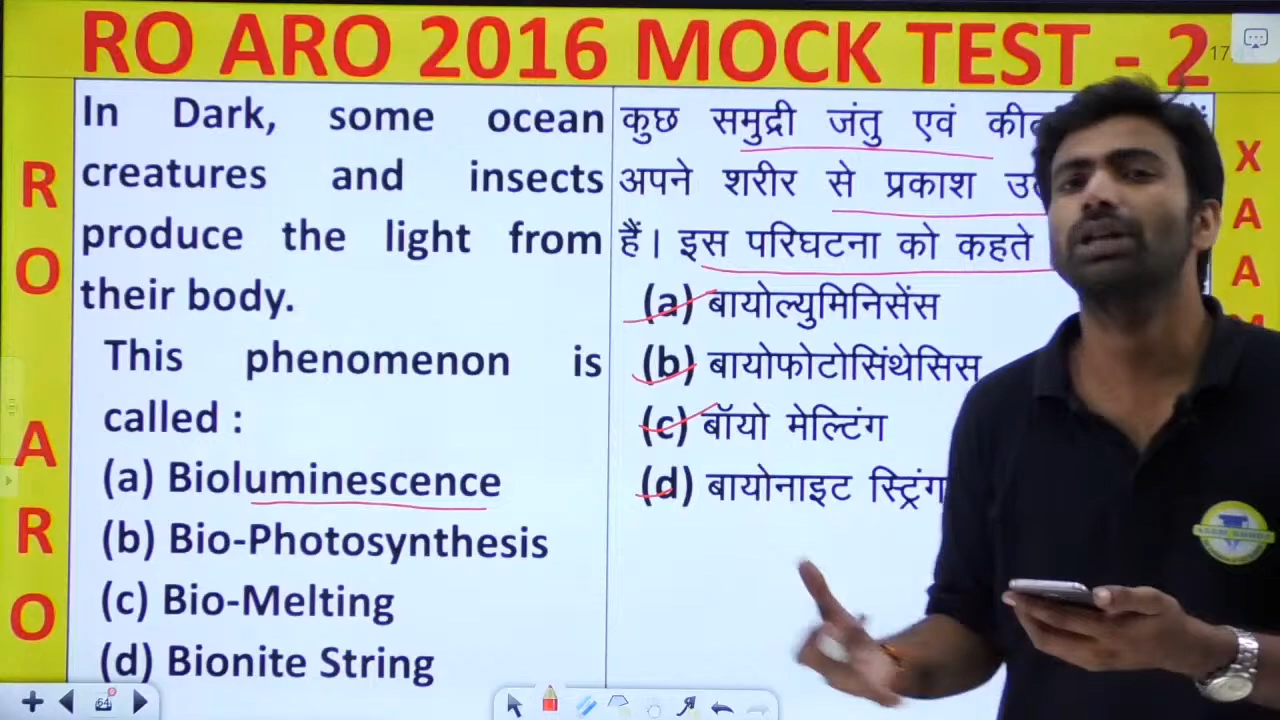 RO ARO 2016 MOCK TEST - 2
17
R
O
A
R
O
In Dark, some ocean
creatures and insects
produce the light from
their body.
This phenomenon is
called :
(a) Bioluminescence
(b) Bio-Photosynthesis
(c) Bio-Melting
(d) Bionite String
कुछ समुद्री जंतु एवं
अपने शरीर से प्रकाश
हैं। इस परिघटना को कहते
(a) बायोल्युमिनिसेंस
(b) बायोफोटोसिंथेसिस
(c) बॉयो मेल्टिंग
(d) बायोनाइट स्ट्रिंग
X
A
A
64